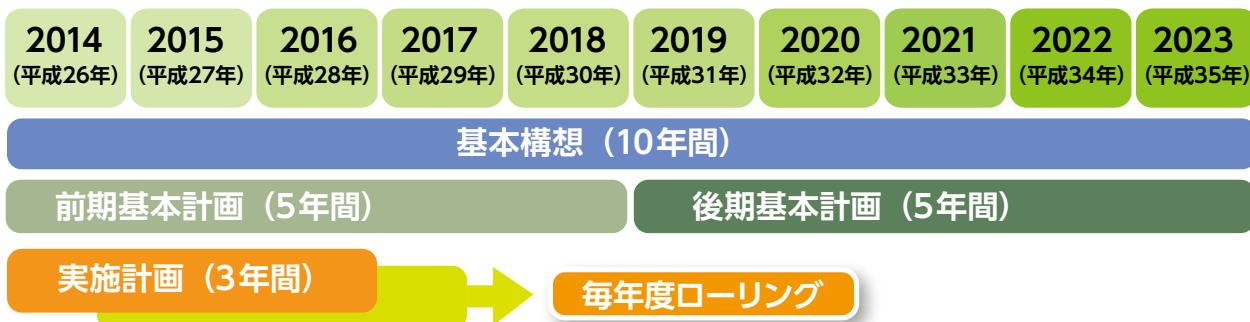 2014 2015 2016 2017 2018 2019 2020 2021 2022 2023
(平成26年) (平成27年) (平成28年) (平成29年) (平成30年) (平成31年) (平成32年) (平成33年) (平成34年) (平成35年)
基本構想（10年間）
前期基本計画（5年間） 後期基本計画（5年間）
実施計画（3年間） 毎年度ローリング